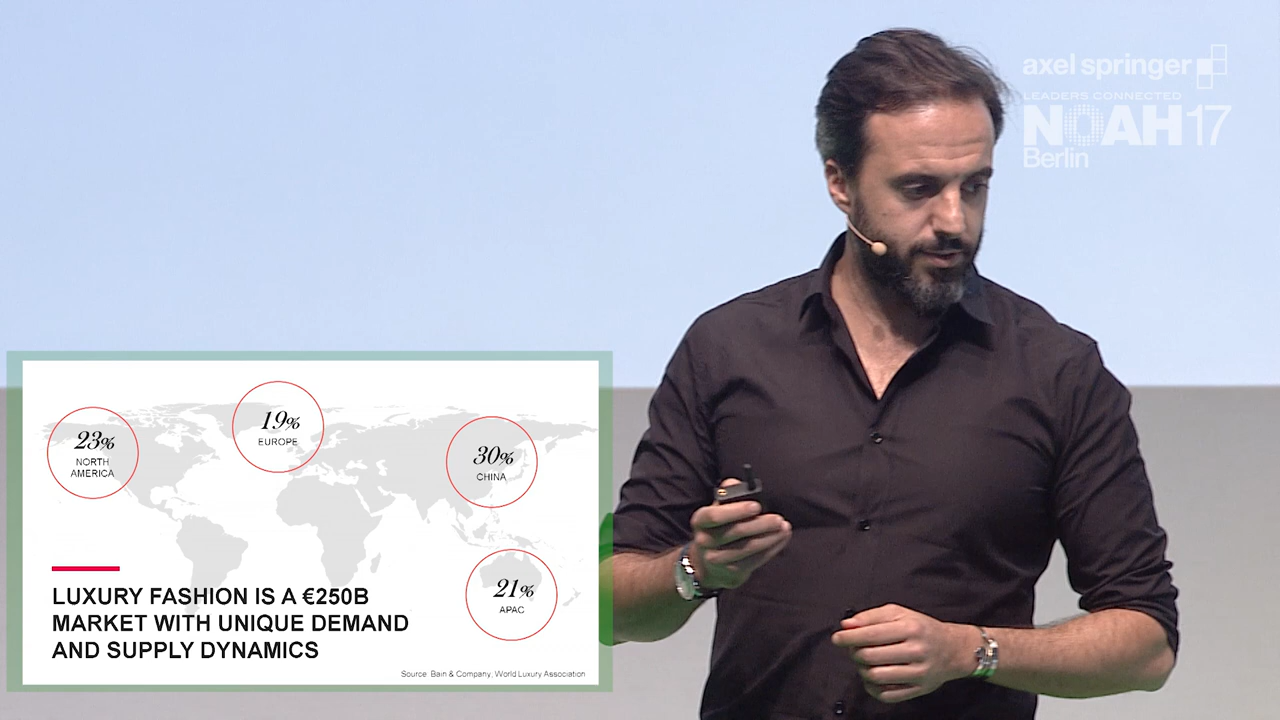 axel springer
LEADERS CONNECTED
NOAH17
Berlin
23%
NORTH
AMERICA
19%
EUROPE
30%
CHINA
21%
APAC
LUXURY FASHION IS A €250B
MARKET WITH UNIQUE DEMAND
AND SUPPLY DYNAMICS
Source: Bain & Company, World Luxury Association